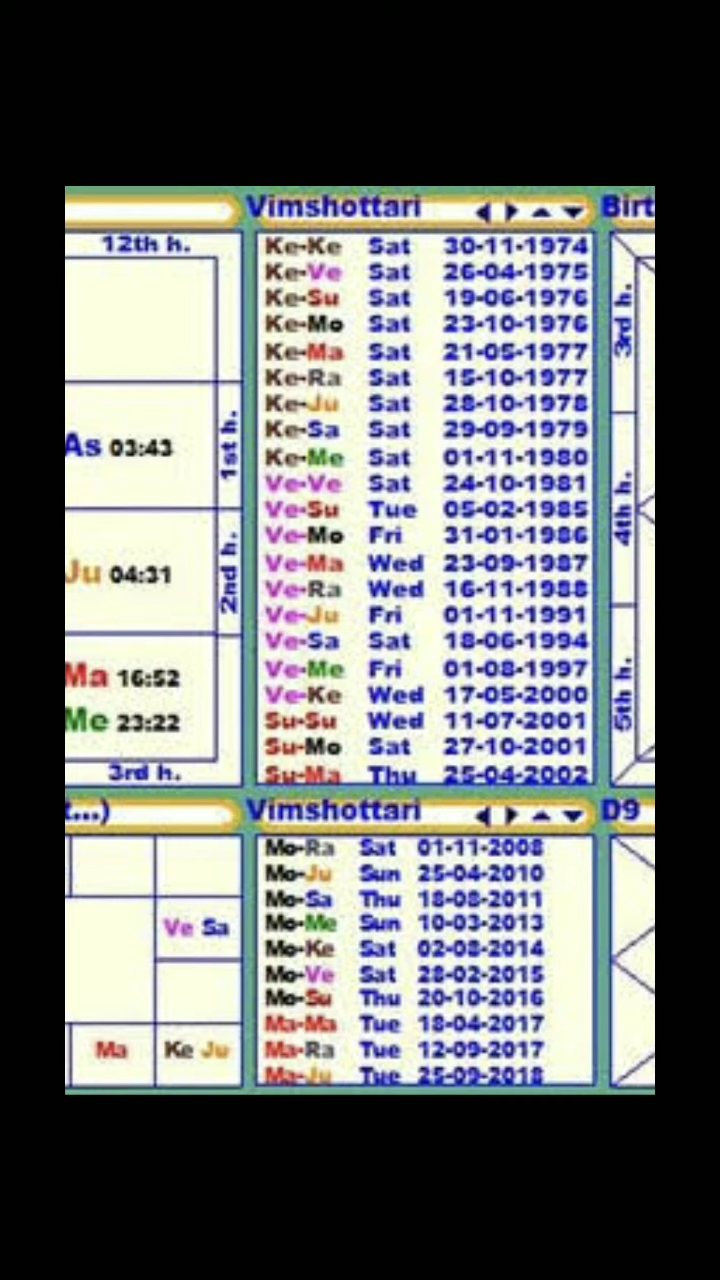 Vimshottari
Birt
12th h.
As 03:43
1st h.
Ju 04:31
2nd h.
Ma 16:52
Me 23:22
3rd h.
Ke-Ke Sat 30-11-1974
Ke-Ve Sat 26-04-1975
Ke-Su Sat 19-06-1976
Ke-Mo Sat 23-10-1976
Ke-Ma Sat 21-05-1977
Ke-Ra Sat 15-10-1977
Ke-Ju Sat 28-10-1978
Ke-Sa Sat 29-09-1979
Ke-Me Sat 01-11-1980
Ve-Ve Sat 24-10-1981
Ve-Su Tue 05-02-1985
Ve-Mo Fri 31-01-1986
Ve-Ma Wed 23-09-1987
Ve-Ra Wed 16-11-1988
Ve-Ju Fri 01-11-1991
Ve-Sa Sat 18-06-1994
Ve-Me Fri 01-08-1997
Ve-Ke Wed 17-05-2000
Su-Su Wed 11-07-2001
Su-Mo Sat 27-10-2001
Su-Ma Thu 25-04-2002
3rd h.
4th h.
5th h.
t...)
Vimshottari
D9
Ve Sa
Ma
Ke Ju
Mo-Ra Sat 01-11-2008
Mo-Ju Sun 25-04-2010
Mo-Sa Thu 18-08-2011
Mo-Me Sun 10-03-2013
Mo-Ke Sat 02-08-2014
Mo-Ve Sat 28-02-2015
Mo-Su Thu 20-10-2016
Ma-Ma Tue 18-04-2017
Ma-Ra Tue 12-09-2017
Ma-Ju Tue 25-09-2018